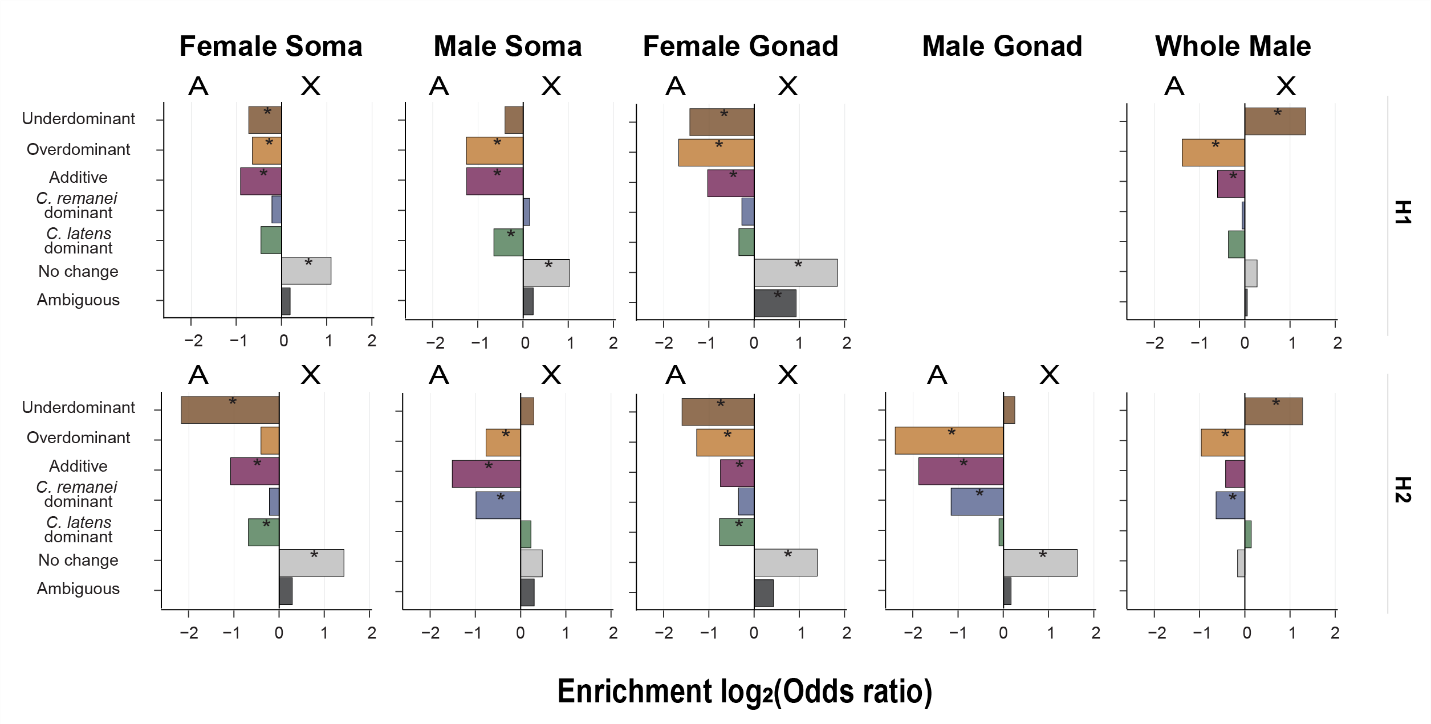 Female Soma Male Soma Female Gonad Male Gonad Whole Male
A X A X A X A X
Underdominant * * * 
Overdominant * * * *
Additive * * * *
C. remanei
dominant
C. latens
dominant *
No change * * *
Ambiguous *
−2 −1 0 1 2 −2 −1 0 1 2 −2 −1 0 1 2 −2 −1 0 1 2
H1
A X A X A X A X
Underdominant * * *
Overdominant * * * *
Additive * * * *
C. remanei
dominant * * *
C. latens
dominant * *
No change * * *
Ambiguous
−2 −1 0 1 2 −2 −1 0 1 2 −2 −1 0 1 2 −2 −1 0 1 2 −2 −1 0 1 2
H2
Enrichment log₂(Odds ratio)